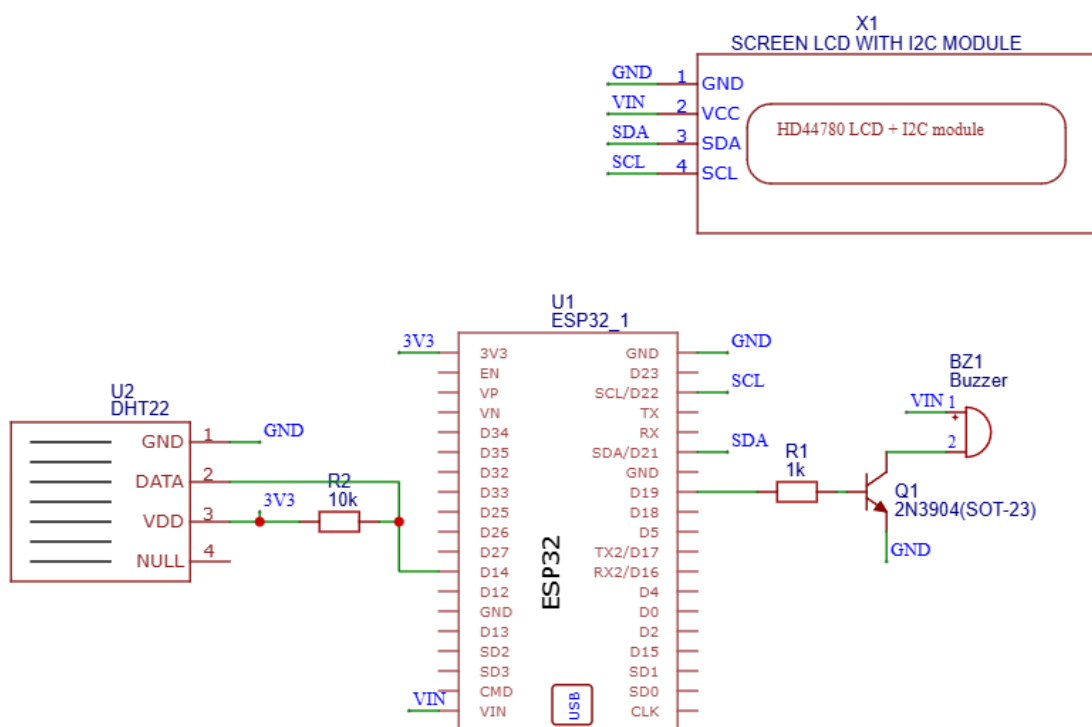 X1
SCREEN LCD WITH I2C MODULE
GND 1 GND
VIN 2 VCC
SDA 3 SDA
SCL 4 SCL
HD44780 LCD + I2C module
U1
ESP32_1
3V3 3V3
EN
VP
VN
D34
D35
D32
D33
D25
D26
D27
D14
D12
GND
D13
SD2
SD3
CMD
VIN VIN
GND GND
D23
SCL/D22 SCL
TX
RX
SDA/D21 SDA
GND
D19
D18
D5
TX2/D17
RX2/D16
D4
D0
D2
D15
SD1
SD0
CLK
ESP32
USB
U2
DHT22
GND 1 GND
DATA 2
VDD 3 3V3
NULL 4
R2
10k
R1
1k
BZ1
Buzzer
VIN 1
+
2
Q1
2N3904(SOT-23)
GND